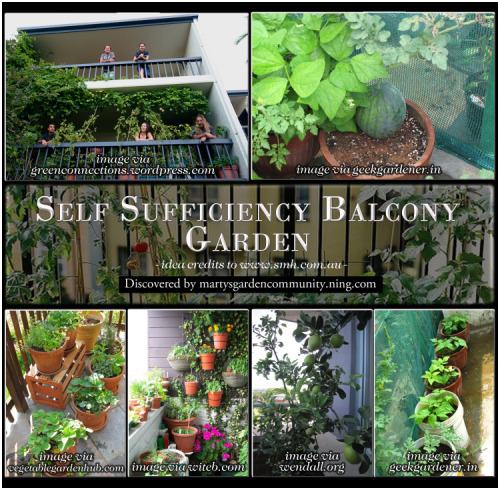 image via
greenconnections.wordpress.com
image via geekgardener.in
Self Sufficiency Balcony
Garden
- idea credits to www.smh.com.au -
Discovered by martysgardencommunity.ning.com
image via
vegetablegardenhub.com
image via witcb.com
image via
wendall.org
image via
geekgardener.in